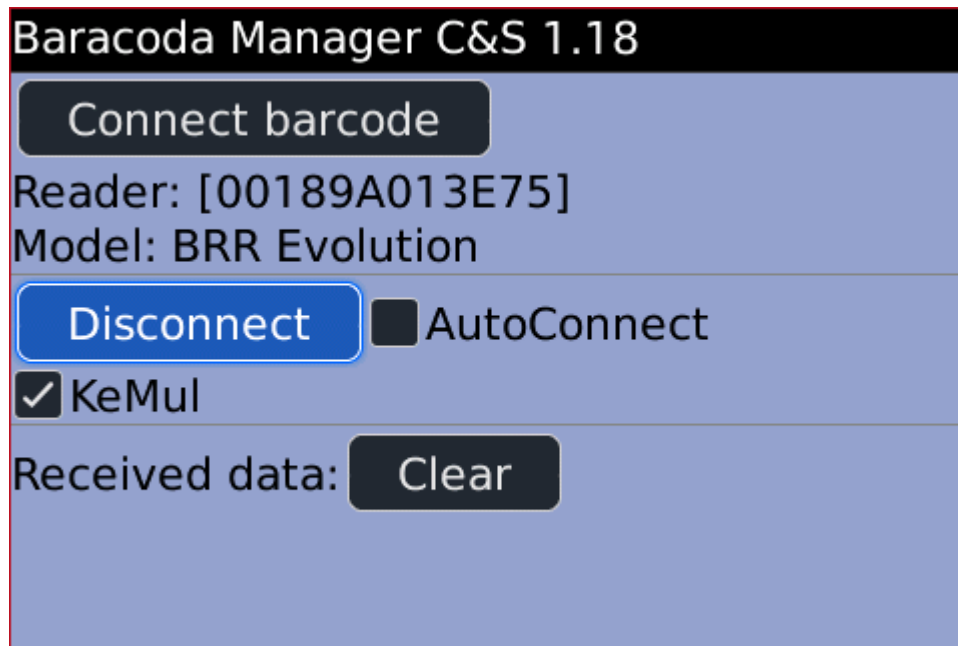 Baracoda Manager C&S 1.18
Connect barcode
Reader: [00189A013E75]
Model: BRR Evolution
Disconnect AutoConnect
KeMul
Received data: Clear